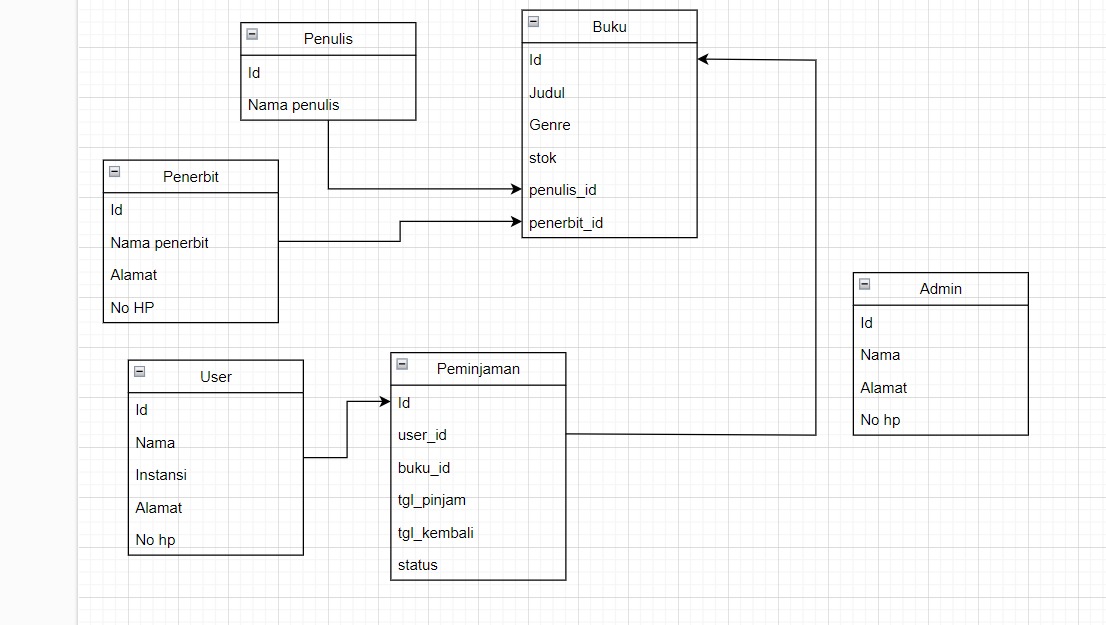 Penulis
Id
Nama penulis
Buku
Id
Judul
Genre
stok
penulis_id
penerbit_id
Penerbit
Id
Nama penerbit
Alamat
No HP
Admin
Id
Nama
Alamat
No hp
User
Id
Nama
Instansi
Alamat
No hp
Peminjaman
Id
user_id
buku_id
tgl_pinjam
tgl_kembali
status